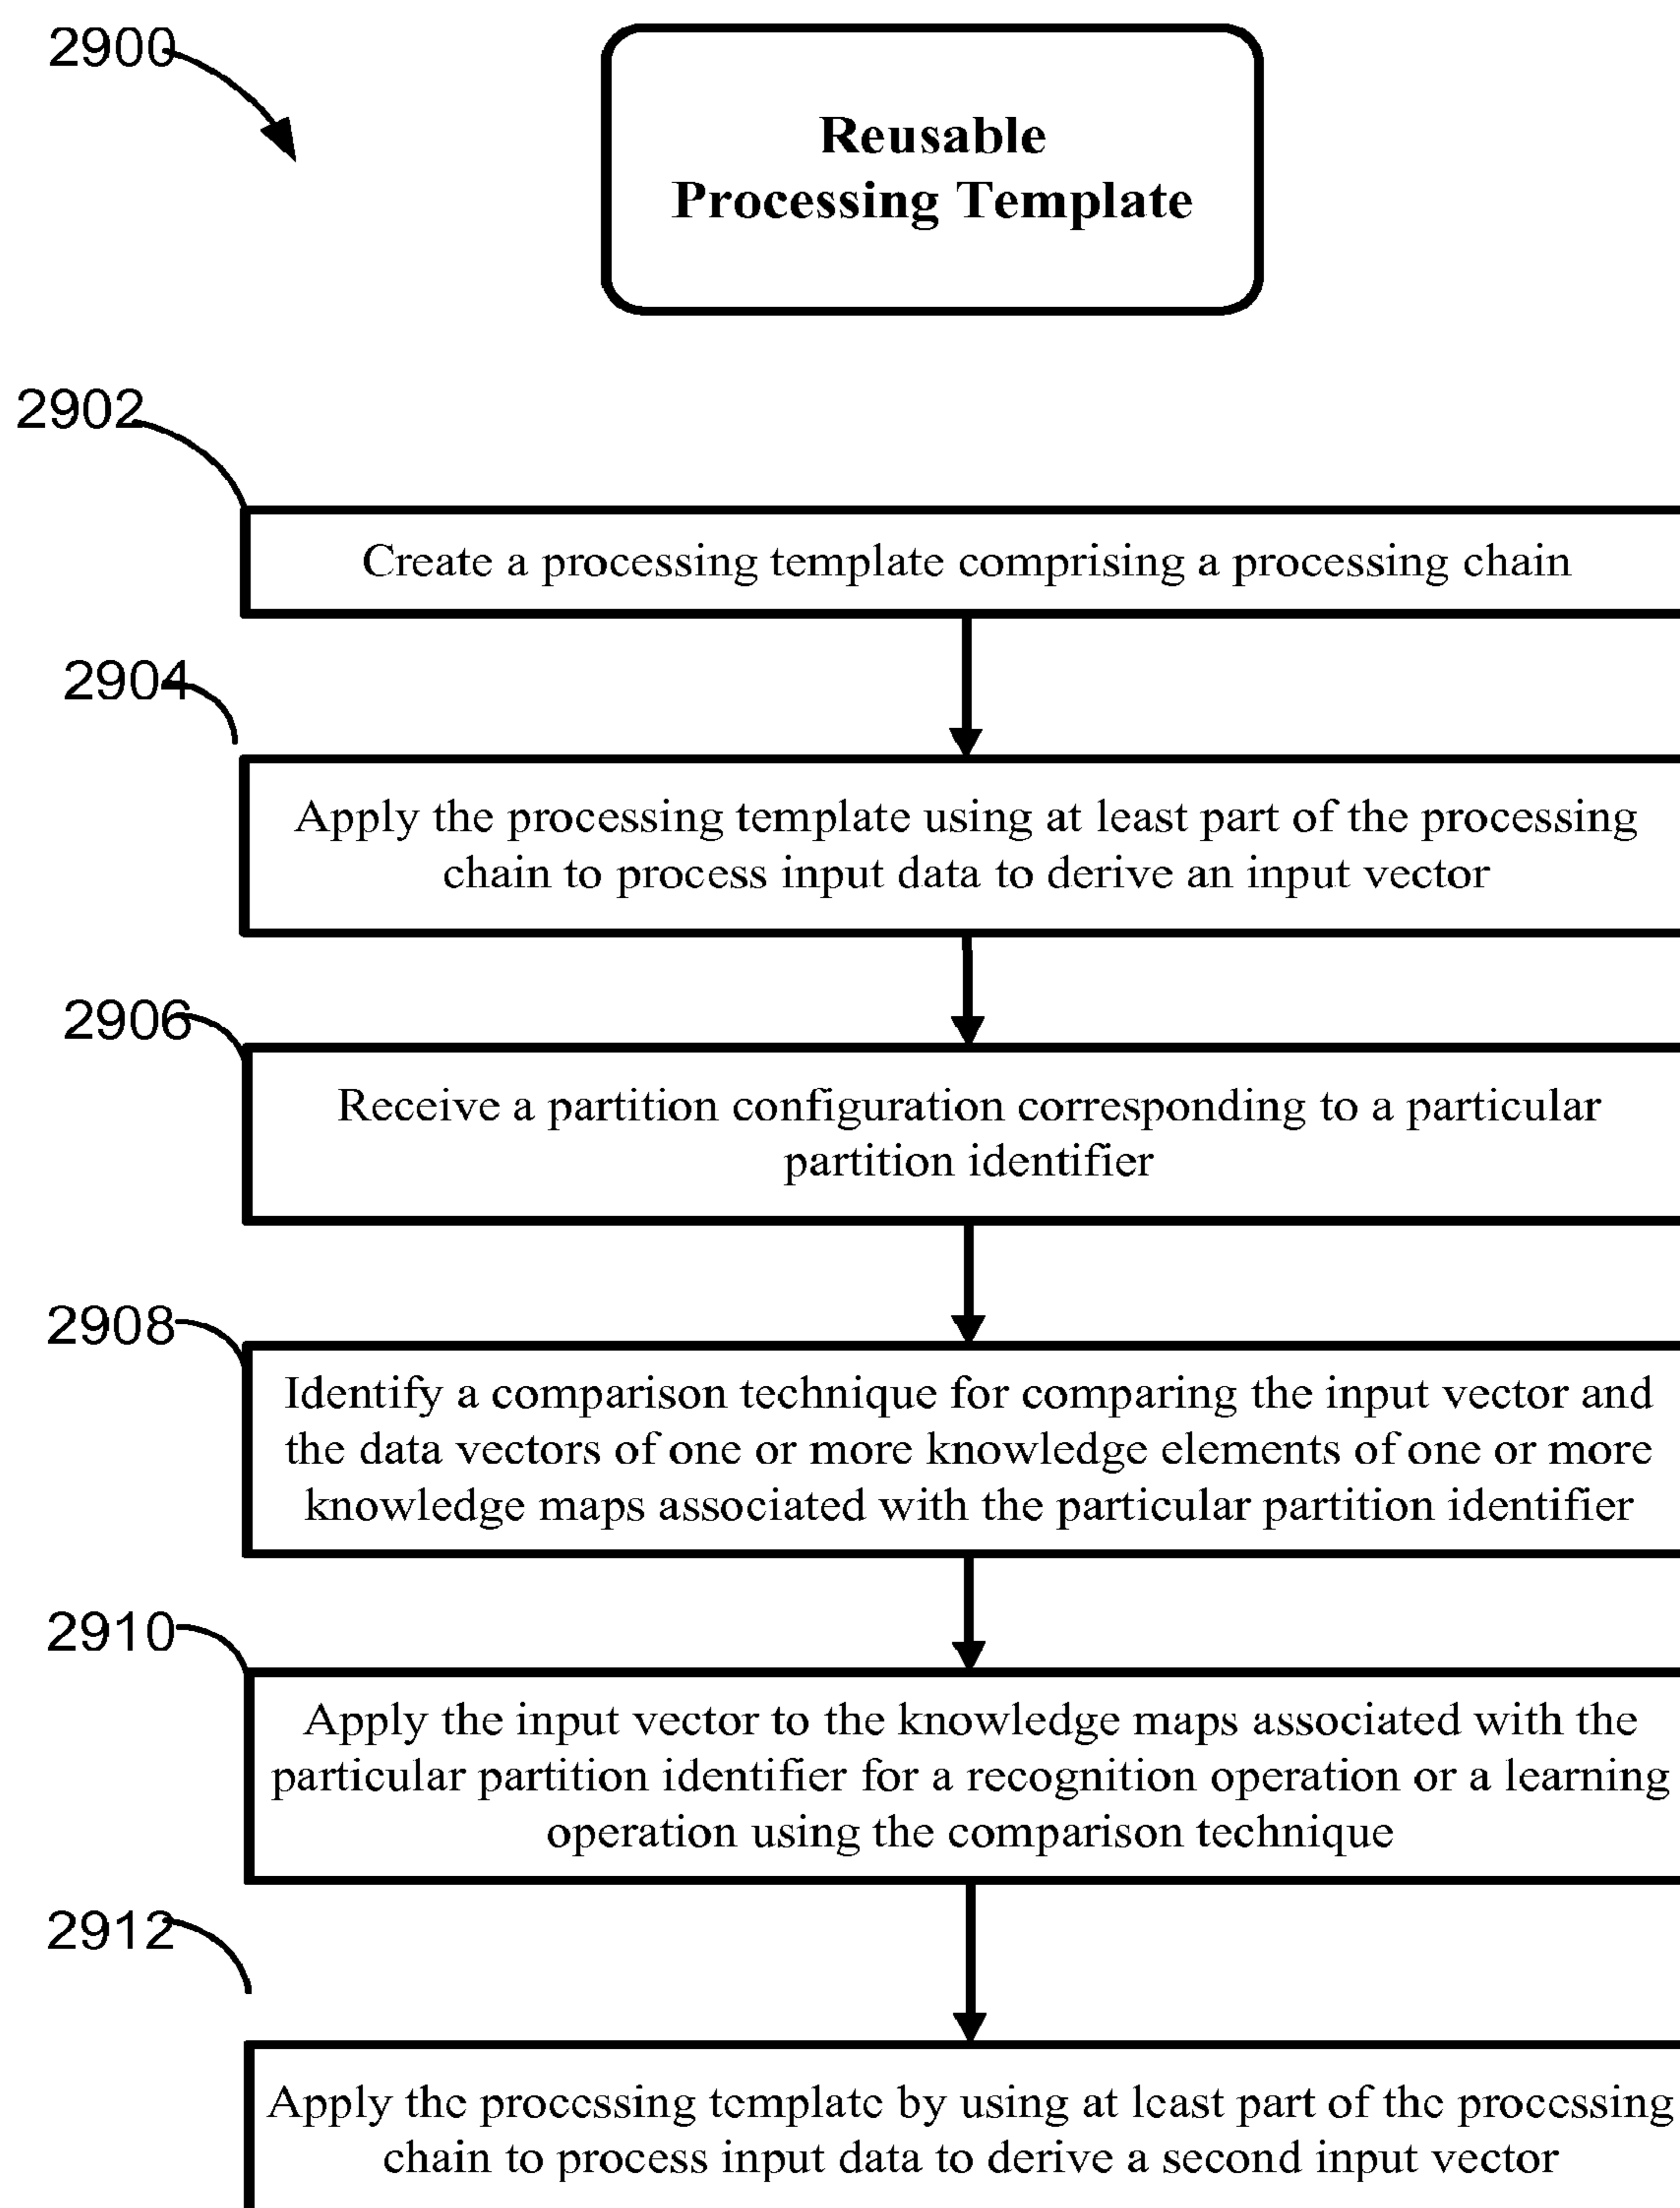 2900
Reusable
Processing Template
2902
Create a processing template comprising a processing chain
2904
Apply the processing template using at least part of the processing
chain to process input data to derive an input vector
2906
Receive a partition configuration corresponding to a particular
partition identifier
2908
Identify a comparison technique for comparing the input vector and
the data vectors of one or more knowledge elements of one or more
knowledge maps associated with the particular partition identifier
2910
Apply the input vector to the knowledge maps associated with the
particular partition identifier for a recognition operation or a learning
operation using the comparison technique
2912
Apply the processing template by using at least part of the processing
chain to process input data to derive a second input vector